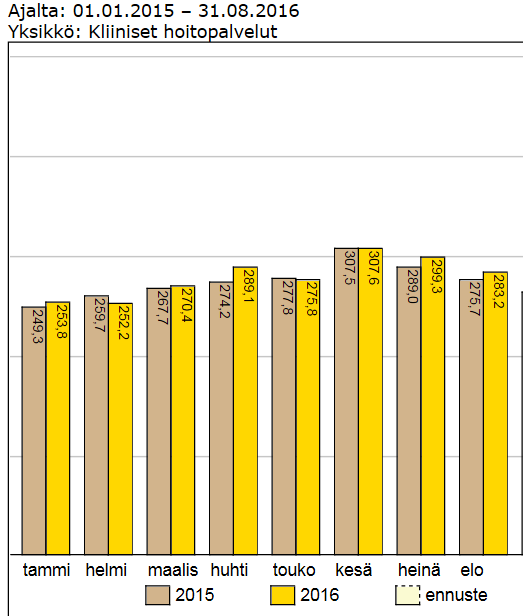 Ajalta: 01.01.2015 – 31.08.2016
Yksikkö: Kliiniset hoitopalvelut
249,3 253,8 259,7 252,2 267,7 270,4 274,2 289,1 277,8 275,8 307,5 307,6 289,0 299,3 275,7 283,2
tammi helmi maalis huhti touko kesä heinä elo
2015 2016 ennuste